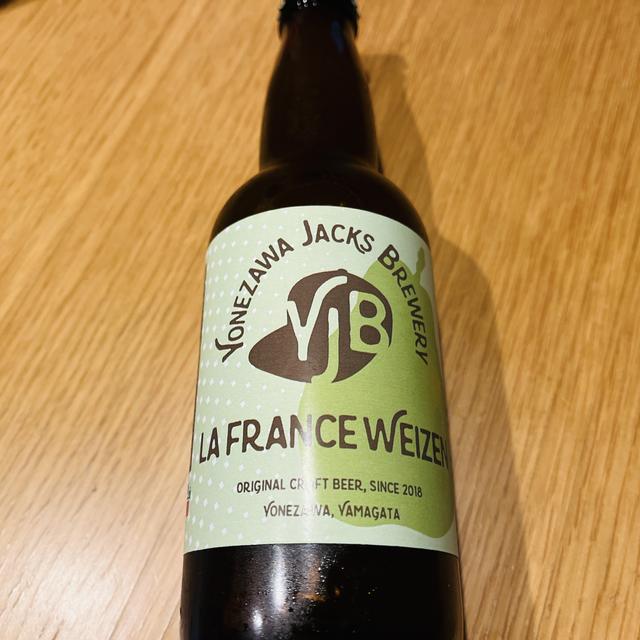 YONEZAWA JACKS BREWERY
YJB
LA FRANCE WEIZEN
ORIGINAL CRAFT BEER, SINCE 2018
YONEZAWA, YAMAGATA